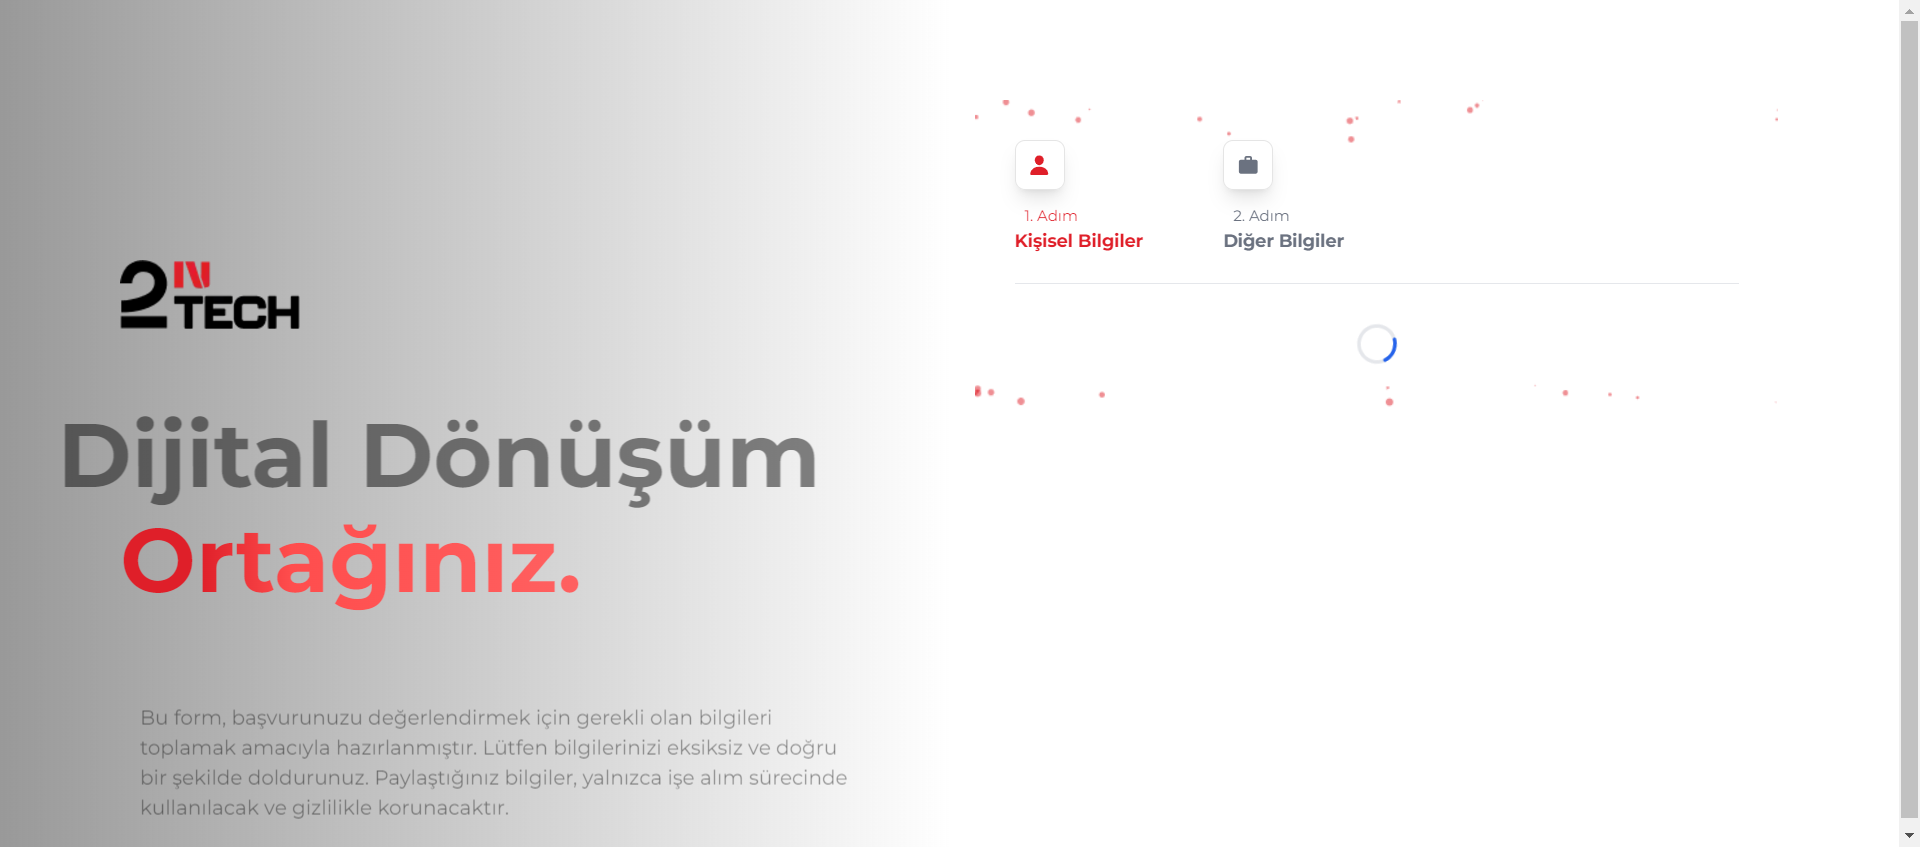 2 IN
TECH
Dijital Dönüşüm
Ortağınız.
Bu form, başvurunuzu değerlendirmek için gerekli olan bilgileri
toplamak amacıyla hazırlanmıştır. Lütfen bilgilerinizi eksiksiz ve doğru
bir şekilde doldurunuz. Paylaştığınız bilgiler, yalnızca işe alım sürecinde
kullanılacak ve gizlilikle korunacaktır.
1. Adım
Kişisel Bilgiler
2. Adım
Diğer Bilgiler